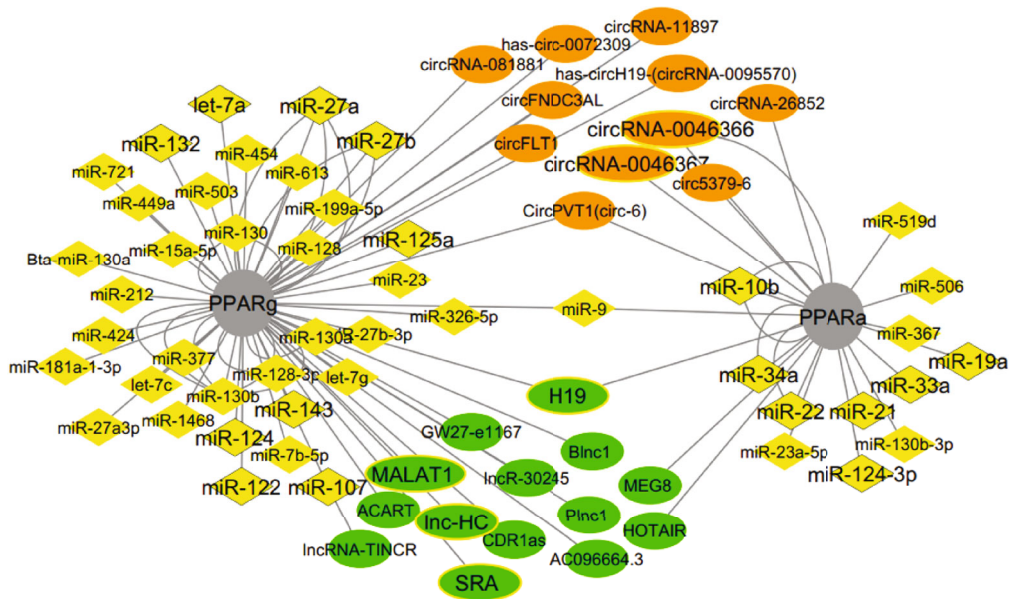 circRNA-11897
has-circ-0072309
circRNA-081881
has-circH19-(circRNA-0095570)
circFNDC3AL
circRNA-26852
let-7a
miR-27a
circRNA-0046366
miR-132
miR-27b
circFLT1
miR-454
circRNA-0046367
miR-721
miR-613
circ5379-6
miR-503
miR-449a
miR-199a-5p
CircPVT1(circ-6)
miR-519d
miR-130
miR-125a
miR-15a-5p
miR-128
Bta-miR-130a
miR-23
miR-10b
miR-506
miR-212
PPARg
miR-9
miR-326-5p
PPARa
miR-424
miR-130a
R-27b-3p
miR-367
miR-377
miR-181a-1-3p
miR-19a
miR-128-3p
let-7g
miR-34a
let-7c
miR-33a
miR-130b
H19
miR-143
miR-22
miR-21
miR-1468
miR-27a3p
GW27-e1167
miR-124
miR-130b-3p
Blnc1
miR-23a-5p
miR-7b-5p
MALAT1
lncR-30245
miR-124-3p
miR-122
miR-107
MEG8
ACART
Plnc1
lnc-HC
HOTAIR
CDR1as
lncRNA-TINCR
AC096664.3
SRA